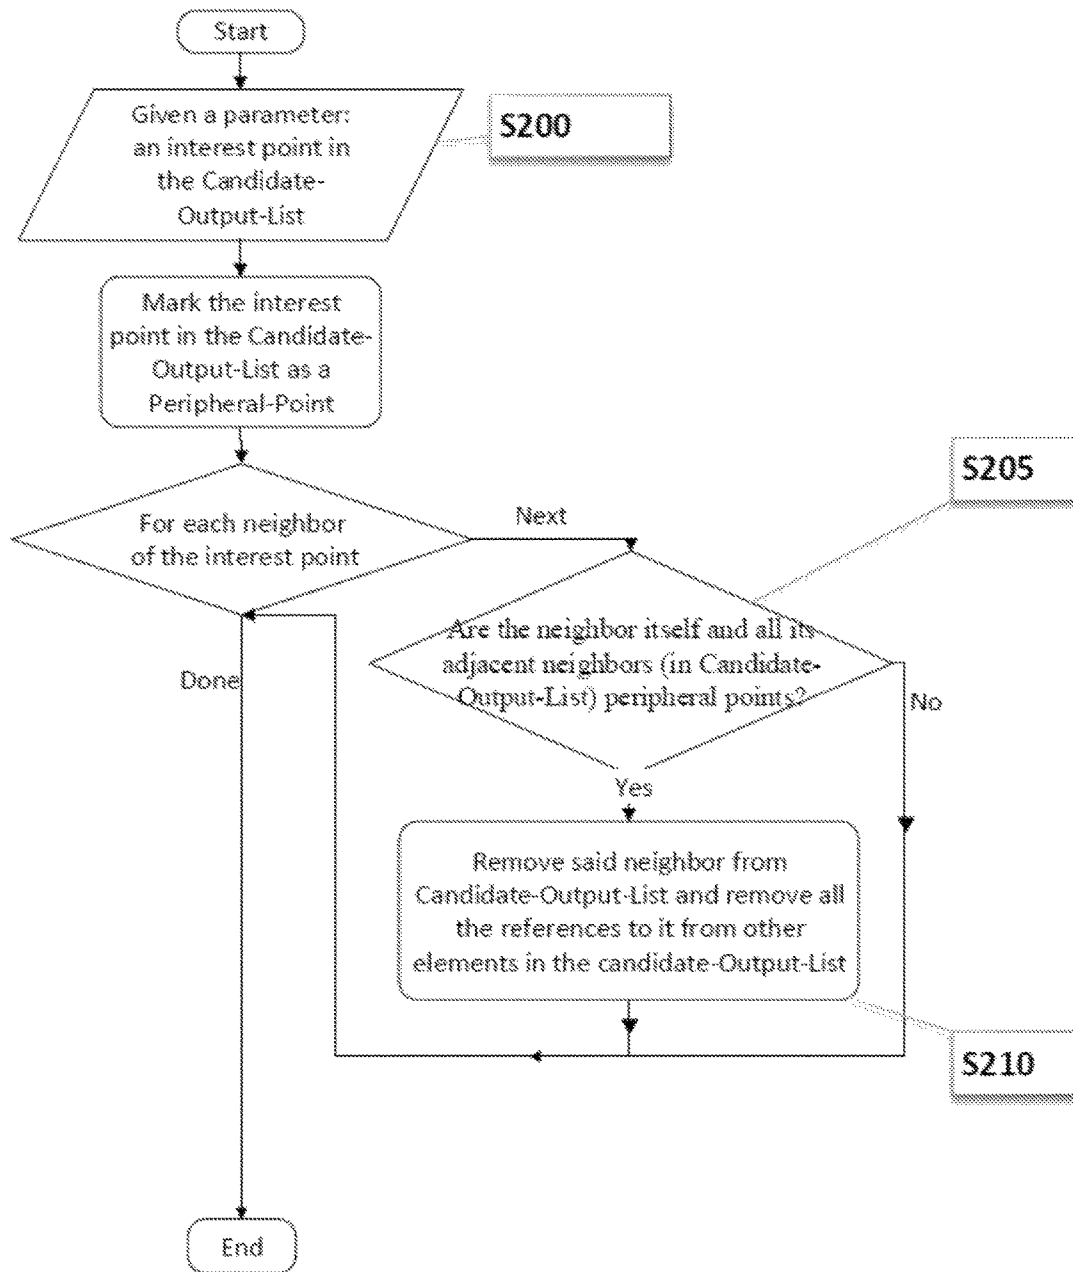 Start
Given a parameter:
an interest point in
the Candidate-
Output-List
S200
Mark the interest
point in the Candidate-
Output-List as a
Peripheral-Point
S205
For each neighbor
of the interest point
Next
Are the neighbor itself and all its
adjacent neighbors (in Candidate-
Output-List) peripheral points?
Done
No
Yes
Remove said neighbor from
Candidate-Output-List and remove all
the references to it from other
elements in the candidate-Output-List
S210
End